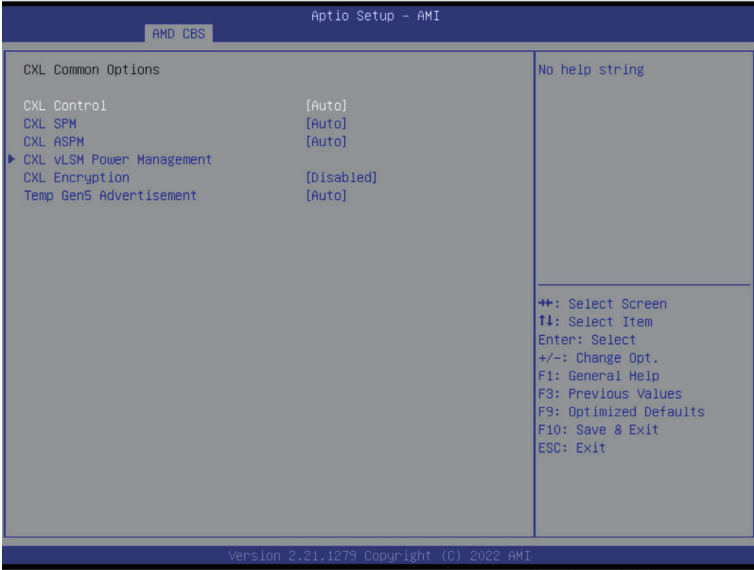 Aptio Setup - AMI
AMD CBS
CXL Common Options
CXL Control [Auto]
CXL SPM [Auto]
CXL ASPM [Auto]
CXL vLSM Power Management
CXL Encryption [Disabled]
Temp Gen5 Advertisement [Auto]
No help string
→←: Select Screen
↑↓: Select Item
Enter: Select
+/-: Change Opt.
F1: General Help
F3: Previous Values
F9: Optimized Defaults
F10: Save & Exit
ESC: Exit
Version 2.21.1279 Copyright (C) 2022 AMI